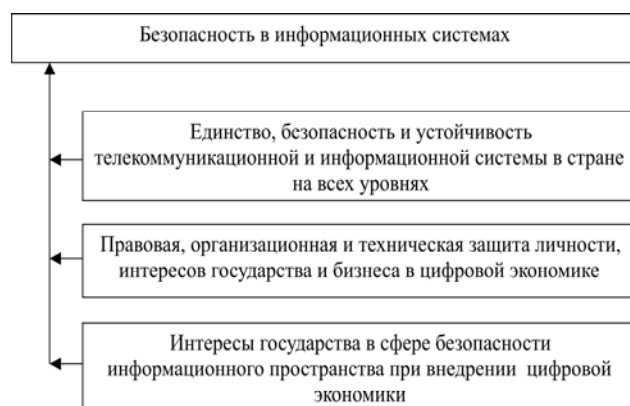 Безопасность в информационных системах
Единство, безопасность и устойчивость
телекоммуникационной и информационной системы в стране
на всех уровнях
Правовая, организационная и техническая защита личности,
интересов государства и бизнеса в цифровой экономике
Интересы государства в сфере безопасности
информационного пространства при внедрении цифровой
экономики